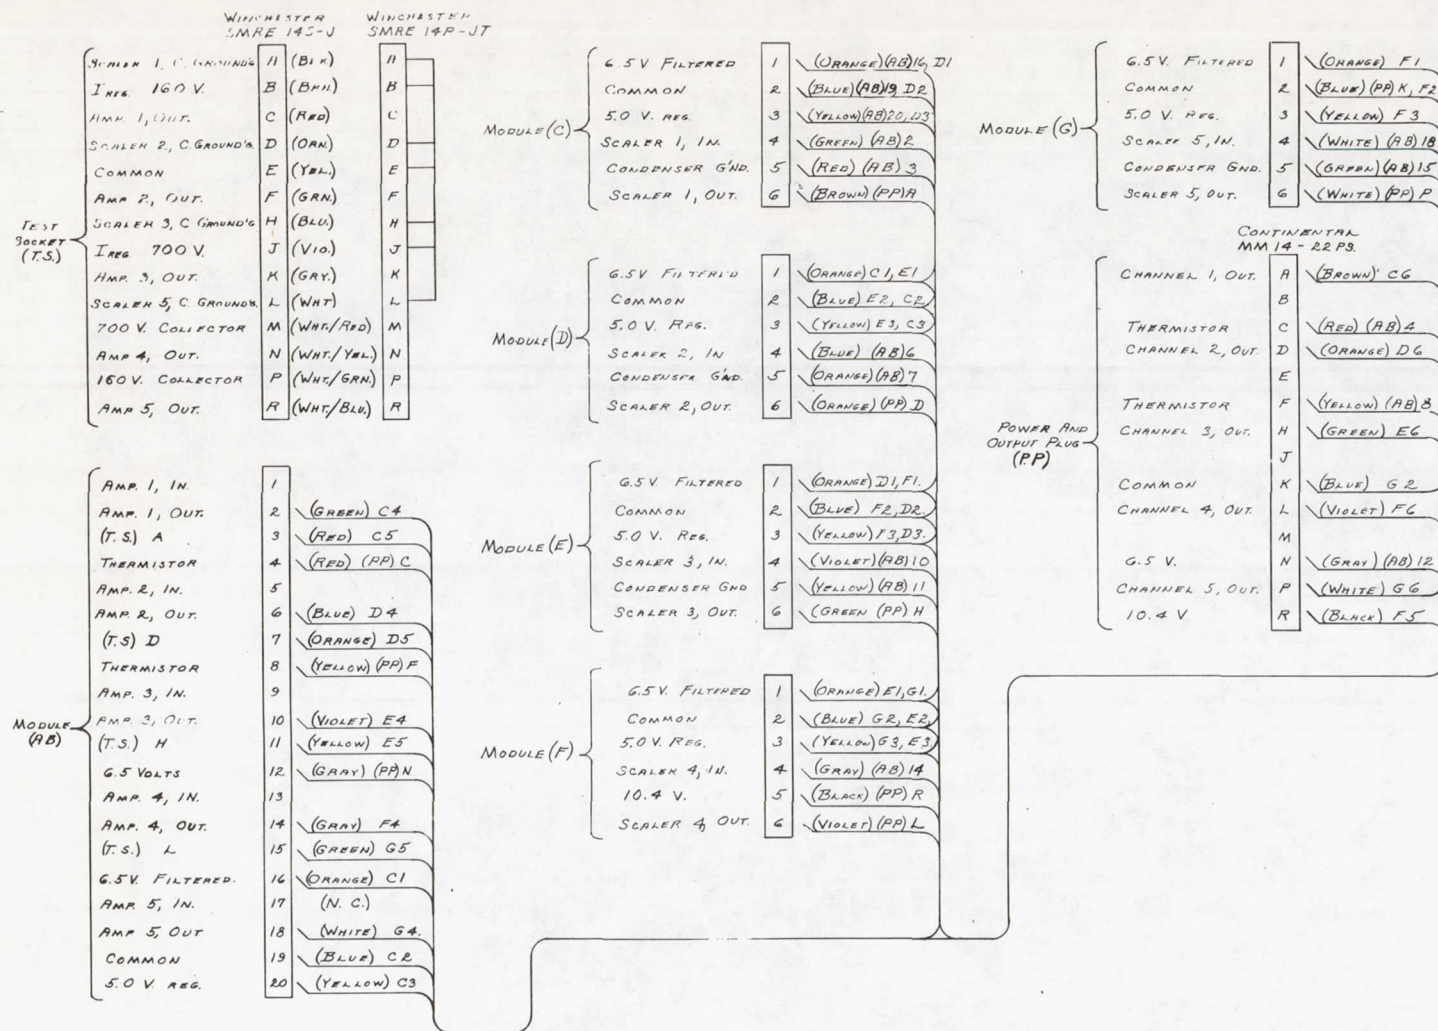 WINCHESTER
SMRE 14S-J
WINCHESTER
SMRE 14P-JT
TEST
SOCKET
(T.S.)
SCALER 1, C. GROUND'S A (BLK) A
I REG. 160 V. B (BRN.) B
AMP. 1, OUT. C (RED) C
SCALER 2, C. GROUND'S. D (ORN.) D
COMMON E (YEL.) E
AMP 2, OUT. F (GRN.) F
SCALER 3, C GROUND'S H (BLU.) H
I REG. 700 V. J (VIO.) J
AMP. 3, OUT. K (GRY.) K
SCALER 5, C. GROUND'S. L (WHT) L
700 V. COLLECTOR M (WHT./RED) M
AMP 4, OUT. N (WHT./YEL.) N
160 V. COLLECTOR P (WHT./GRN.) P
AMP 5, OUT. R (WHT./BLU.) R
MODULE
(AB)
AMP. 1, IN. 1
AMP. 1, OUT. 2 (GREEN) C4
(T.S.) A 3 (RED) C5
THERMISTOR 4 (RED) (PP) C
AMP. 2, IN. 5
AMP. 2, OUT. 6 (BLUE) D4
(T.S) D 7 (ORANGE) D5
THERMISTOR 8 (YELLOW) (PP) F
AMP. 3, IN. 9
AMP. 3, OUT. 10 (VIOLET) E4
(T.S.) H 11 (YELLOW) E5
6.5 VOLTS 12 (GRAY) (PP) N
AMP. 4, IN. 13
AMP. 4, OUT. 14 (GRAY) F4
(T.S.) L 15 (GREEN) G5
6.5V. FILTERED. 16 (ORANGE) C1
AMP. 5, IN. 17 (N.C.)
AMP 5, OUT 18 (WHITE) G4.
COMMON 19 (BLUE) C2
5.0 V. REG. 20 (YELLOW) C3
MODULE (C)
6.5V FILTERED 1 (ORANGE)(AB)16, D1
COMMON 2 (BLUE)(AB)19, D2
5.0 V. REG. 3 (YELLOW)(AB)20, D3
SCALER 1, IN. 4 (GREEN) (AB) 2
CONDENSER G'ND. 5 (RED) (AB) 3
SCALER 1, OUT. 6 (BROWN) (PP) A
MODULE (D)
6.5V FILTERED 1 (ORANGE) C1, E1
COMMON 2 (BLUE) E2, C2
5.0 V. REG. 3 (YELLOW) E3, C3
SCALER 2, IN 4 (BLUE) (AB) 6
CONDENSER G'ND. 5 (ORANGE) (AB) 7
SCALER 2, OUT. 6 (ORANGE) (PP) D
MODULE (E)
6.5V FILTERED 1 (ORANGE) D1, F1.
COMMON 2 (BLUE) F2, D2.
5.0 V. REG. 3 (YELLOW) F3, D3.
SCALER 3, IN. 4 (VIOLET) (AB) 10
CONDENSER GND 5 (YELLOW) (AB) 11
SCALER 3, OUT. 6 (GREEN (PP) H
MODULE (F)
6.5V. FILTERED 1 (ORANGE) E1, G1.
COMMON 2 (BLUE) G2, E2
5.0 V. REG. 3 (YELLOW) G3, E3
SCALER 4, IN. 4 (GRAY) (AB) 14
10.4 V. 5 (BLACK) (PP) R
SCALER 4, OUT. 6 (VIOLET) (PP) L
MODULE (G)
6.5V. FILTERED 1 (ORANGE) F1
COMMON 2 (BLUE) (PP) K, F2
5.0 V. REG. 3 (YELLOW) F3
SCALER 5, IN. 4 (WHITE) (AB) 18
CONDENSER GND. 5 (GREEN) (AB) 15
SCALER 5, OUT. 6 (WHITE) (PP) P
CONTINENTAL
MM 14-22 PS.
POWER AND
OUTPUT PLUG
(P.P)
CHANNEL 1, OUT. A (BROWN) C6
B
THERMISTOR C (RED) (AB) 4
CHANNEL 2, OUT. D (ORANGE) D6
E
THERMISTOR F (YELLOW) (AB) 8
CHANNEL 3, OUT. H (GREEN) E6
J
COMMON K (BLUE) G2
CHANNEL 4, OUT. L (VIOLET) F6
M
6.5 V. N (GRAY) (AB) 12
CHANNEL 5, OUT. P (WHITE) G6
10.4 V R (BLACK) F5